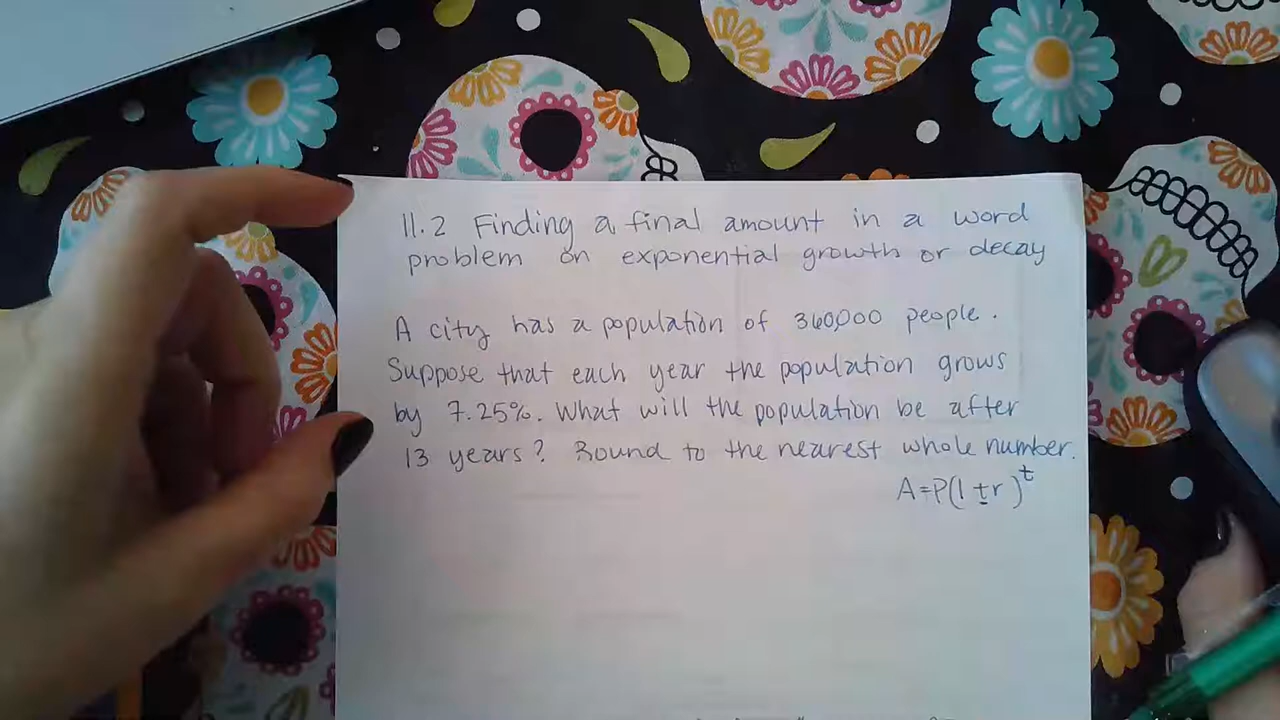 11.2 Finding a final amount in a word
problem on exponential growth or decay
A city has a population of 360,000 people.
Suppose that each year the population grows
by 7.25%. What will the population be after
13 years? Round to the nearest whole number.
A=P(1±r)^t